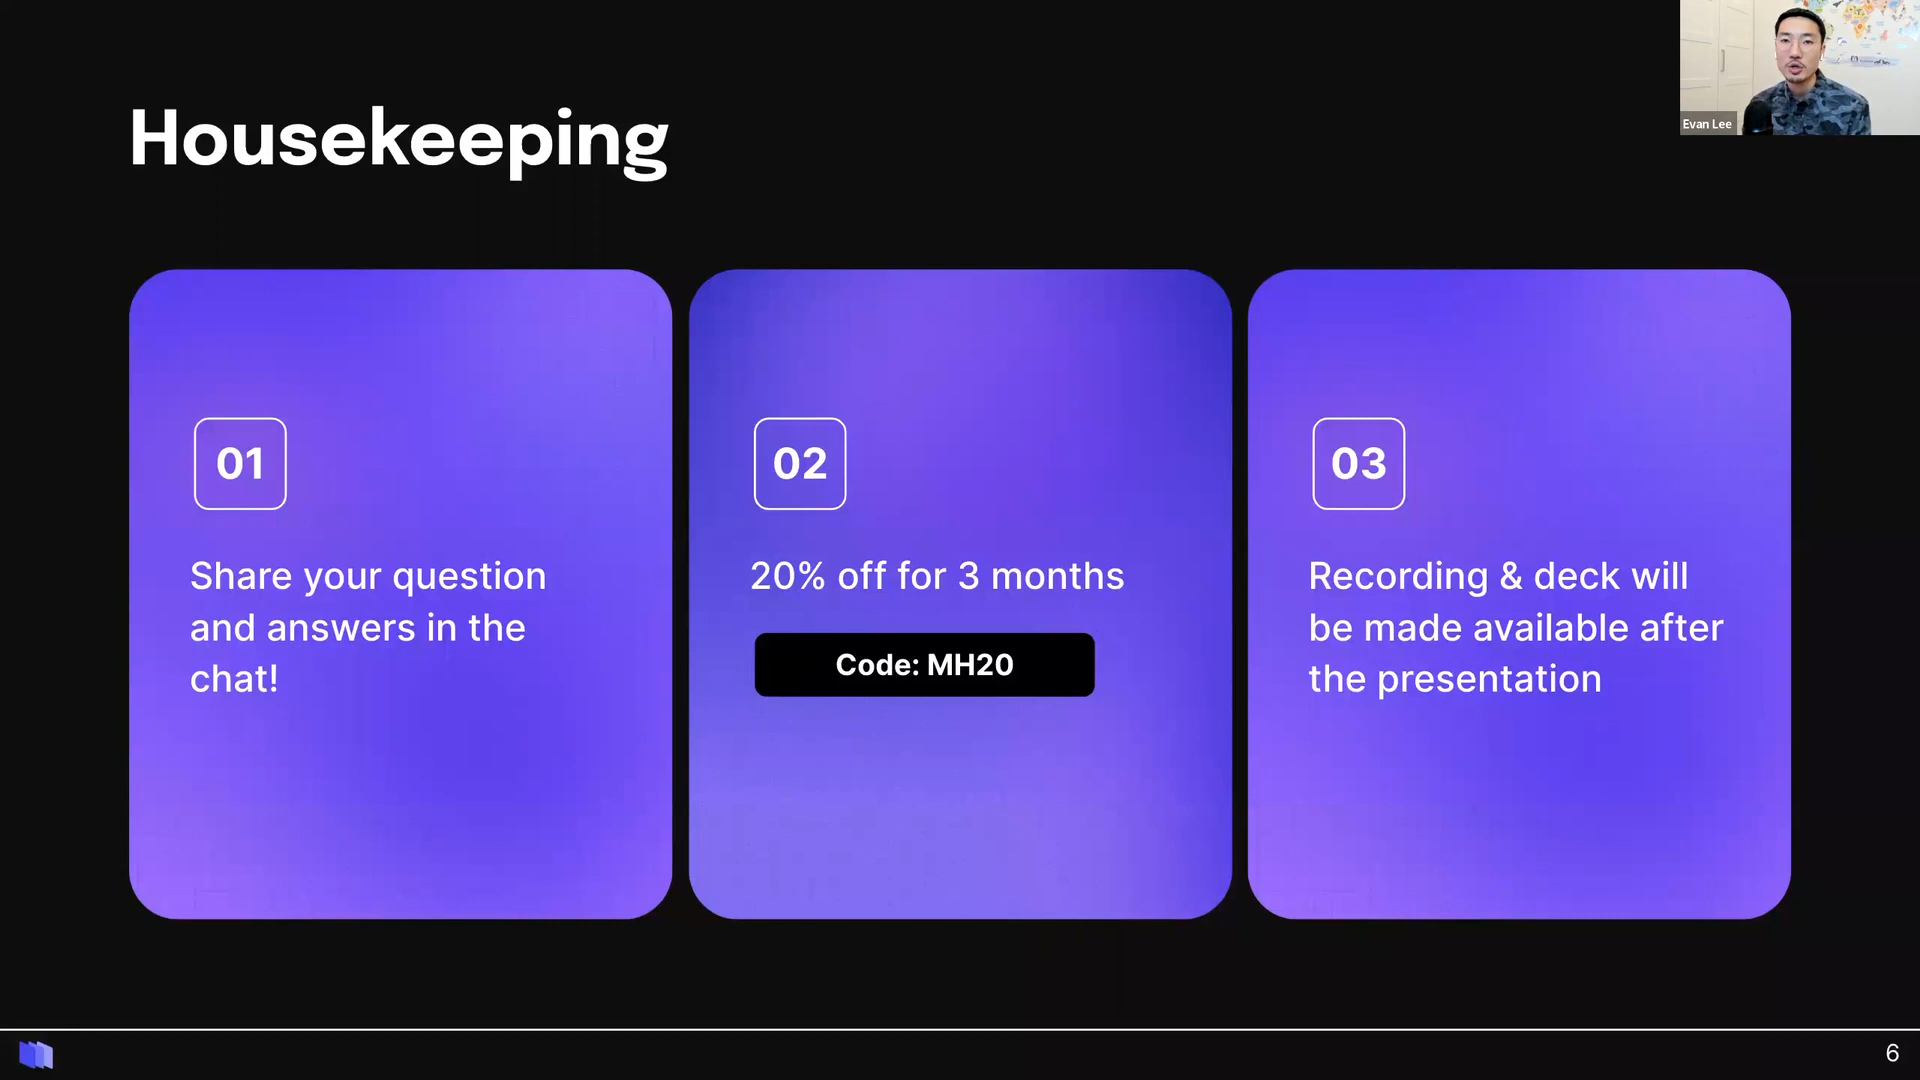 Housekeeping
Evan Lee
01
Share your question
and answers in the
chat!
02
20% off for 3 months
Code: MH20
03
Recording & deck will
be made available after
the presentation
6